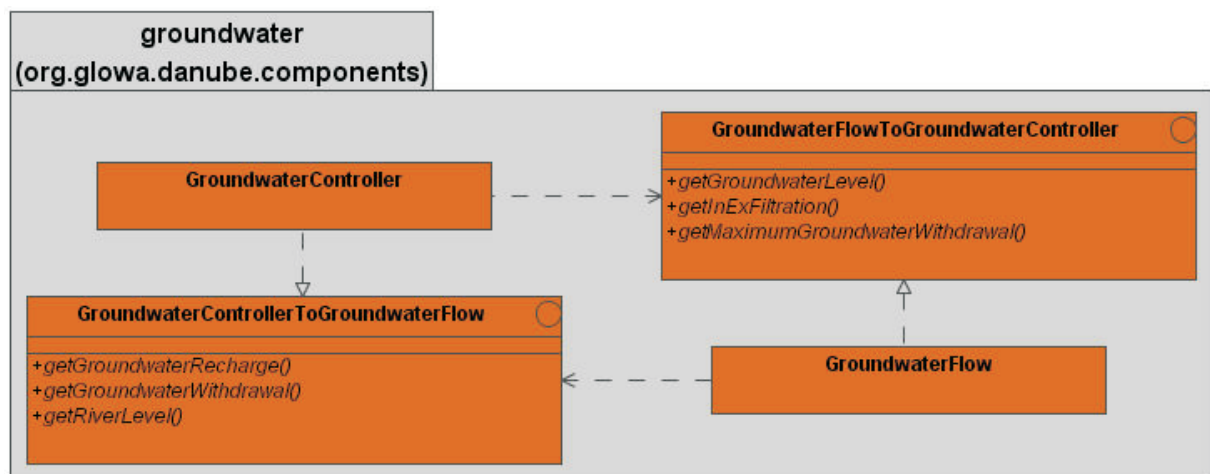 groundwater
(org.glowa.danube.components)
GroundwaterFlowToGroundwaterController
+getGroundwaterLevel()
+getInExFiltration()
+getMaximumGroundwaterWithdrawal()
GroundwaterController
GroundwaterControllerToGroundwaterFlow
+getGroundwaterRecharge()
+getGroundwaterWithdrawal()
+getRiverLevel()
GroundwaterFlow